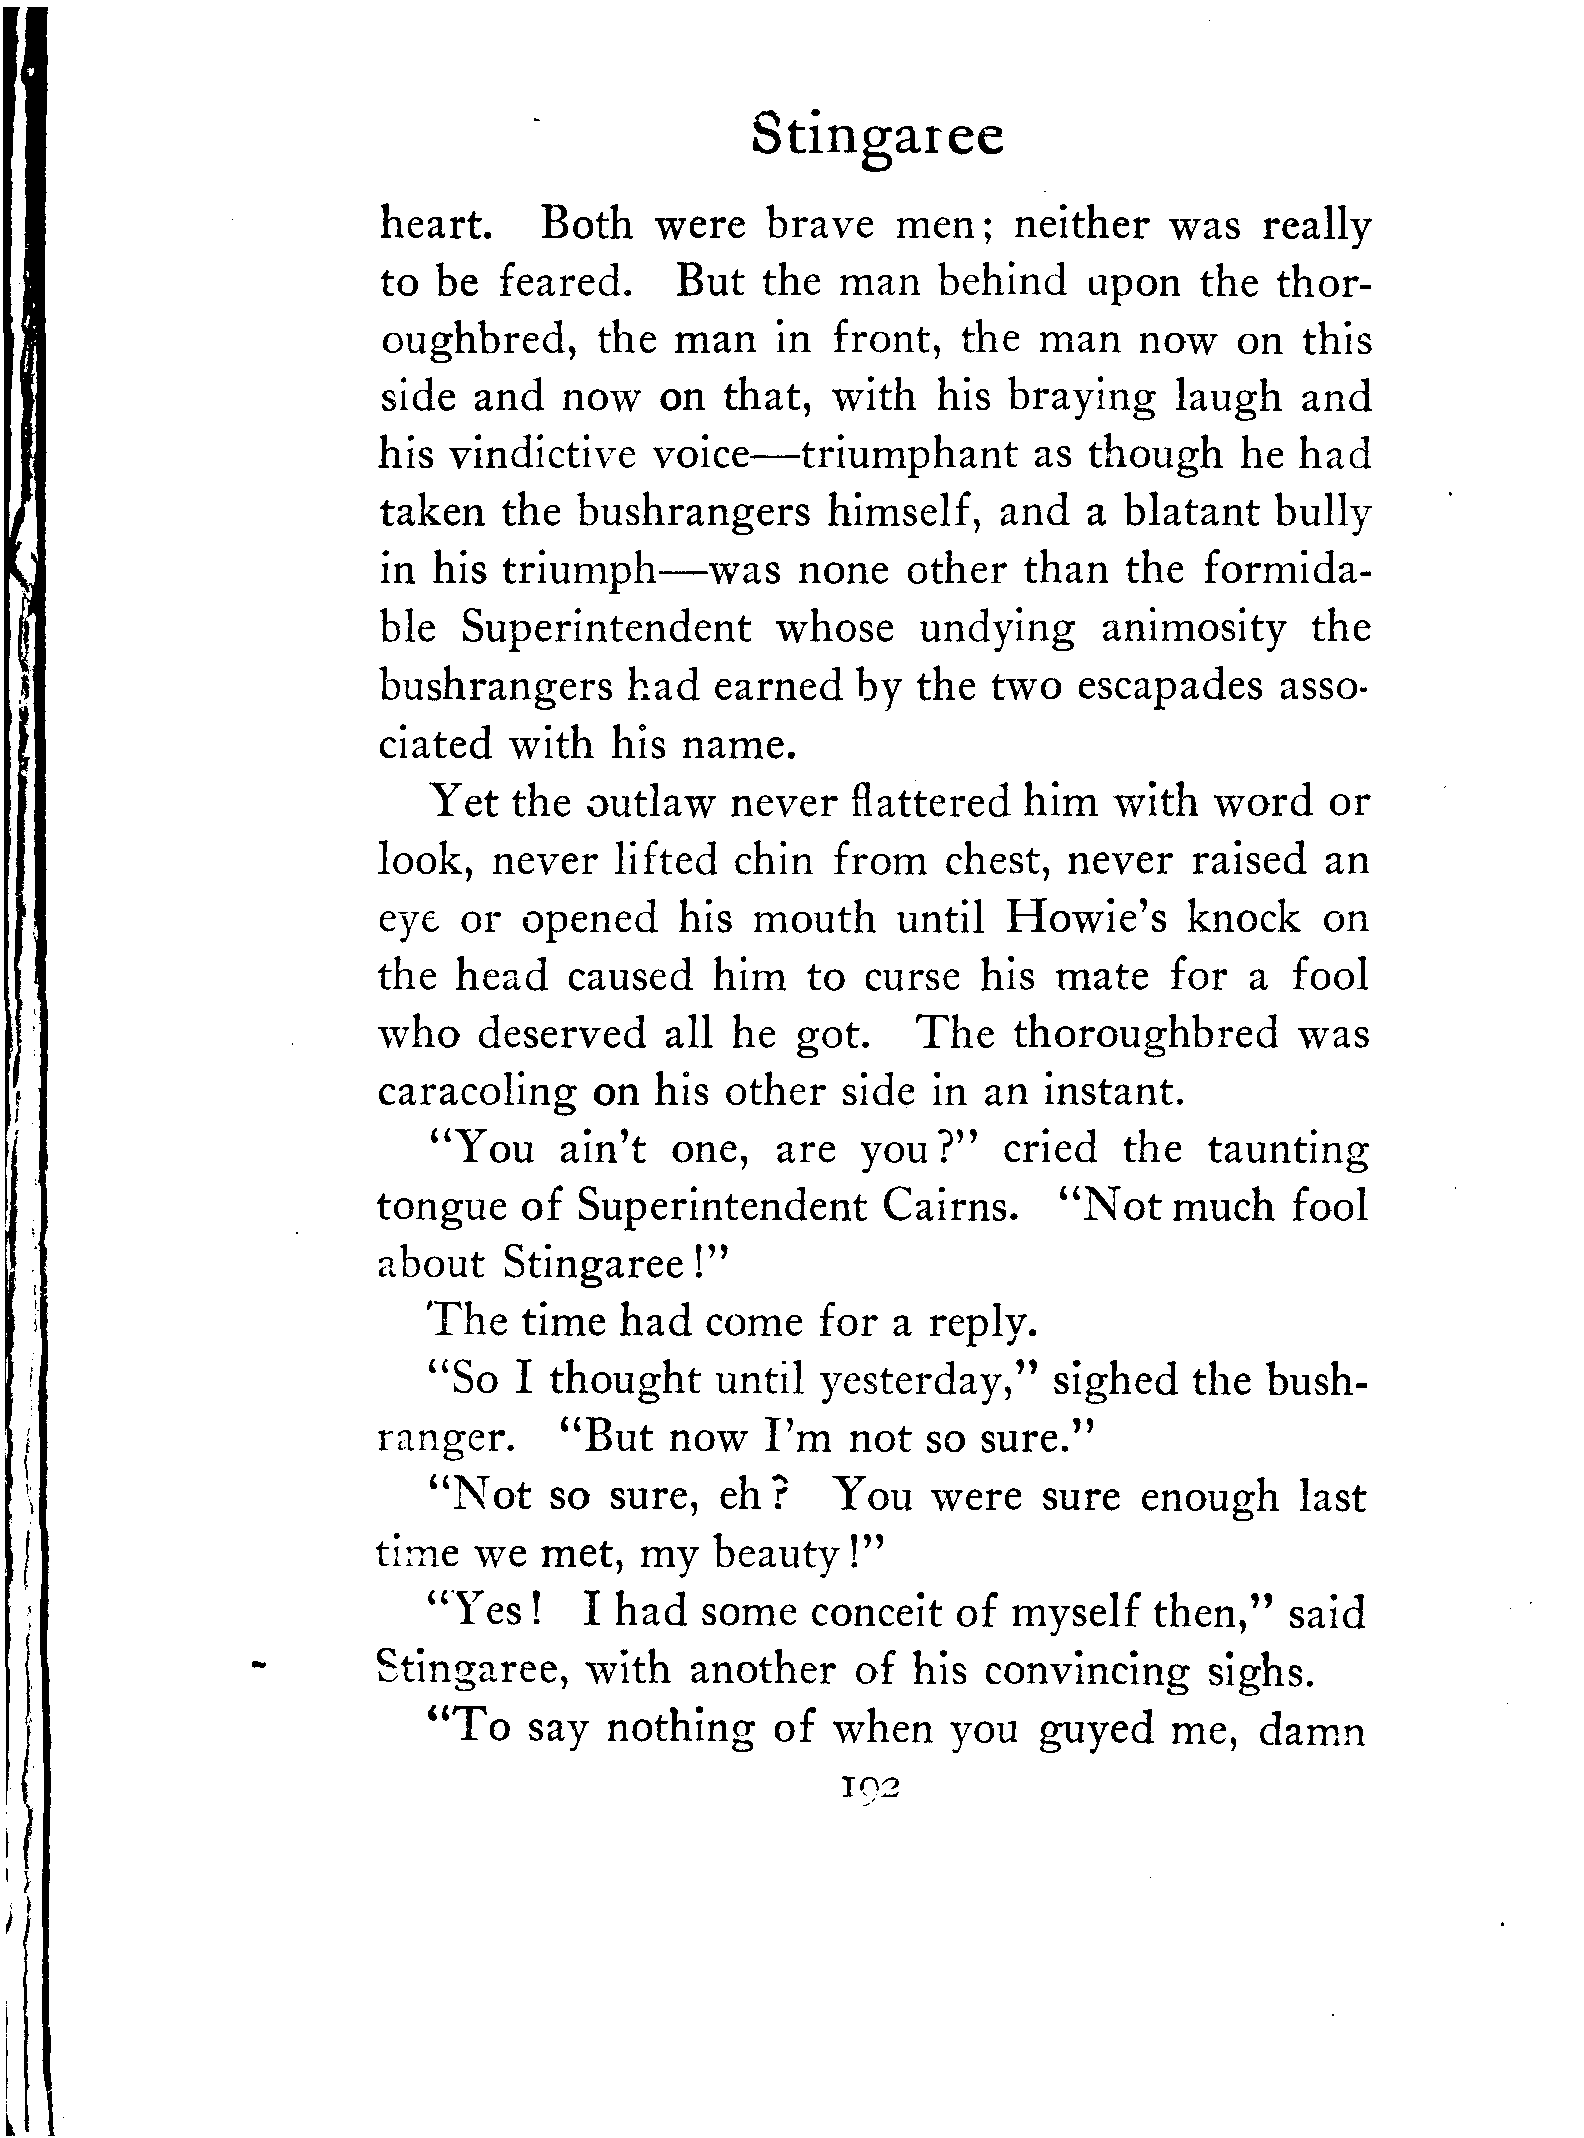 Stingaree
heart. Both were brave men; neither was really
to be feared. But the man behind upon the thor-
oughbred, the man in front, the man now on this
side and now on that, with his braying laugh and
his vindictive voice—triumphant as though he had
taken the bushrangers himself, and a blatant bully
in his triumph—was none other than the formida-
ble Superintendent whose undying animosity the
bushrangers had earned by the two escapades asso-
ciated with his name.
Yet the outlaw never flattered him with word or
look, never lifted chin from chest, never raised an
eye or opened his mouth until Howie's knock on
the head caused him to curse his mate for a fool
who deserved all he got. The thoroughbred was
caracoling on his other side in an instant.
"You ain't one, are you?" cried the taunting
tongue of Superintendent Cairns. "Not much fool
about Stingaree!"
The time had come for a reply.
"So I thought until yesterday," sighed the bush-
ranger. "But now I'm not so sure."
"Not so sure, eh? You were sure enough last
time we met, my beauty!"
"Yes! I had some conceit of myself then," said
Stingaree, with another of his convincing sighs.
"To say nothing of when you guyed me, damn
192